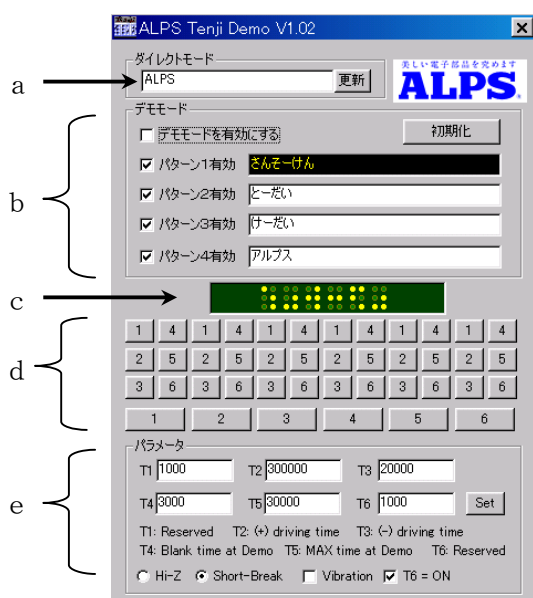 ALPS Tenji Demo V1.02
ダイレクトモード
a
ALPS
更新
美しい電子部品を究めます
ALPS
デモモード
b
デモモードを有効にする
初期化
パターン1有効 さんそーけん
パターン2有効 とーだい
パターン3有効 けーだい
パターン4有効 アルプス
c
d
1 4 1 4 1 4 1 4 1 4 1 4
2 5 2 5 2 5 2 5 2 5 2 5
3 6 3 6 3 6 3 6 3 6 3 6
1 2 3 4 5 6
e
パラメータ
T1 1000 T2 300000 T3 20000
T4 3000 T5 30000 T6 1000 Set
T1: Reserved T2: (+) driving time T3: (-) driving time
T4: Blank time at Demo T5: MAX time at Demo T6: Reserved
Hi-Z Short-Break Vibration T6 = ON